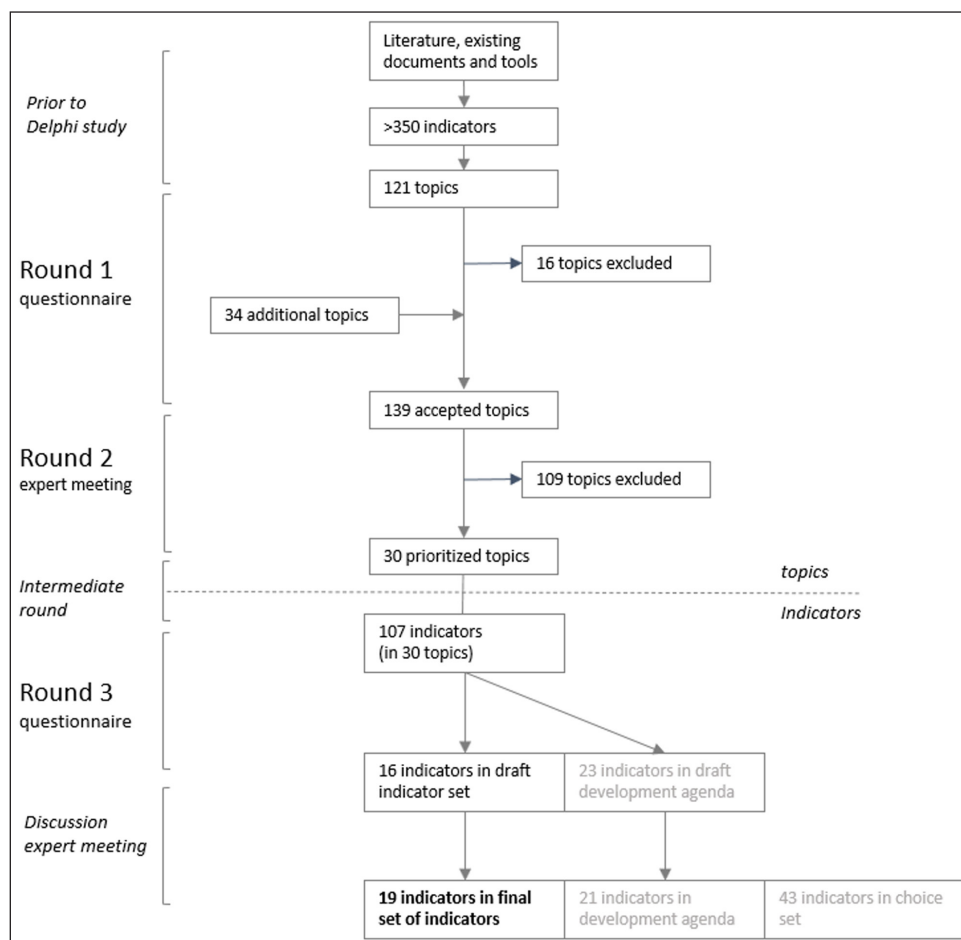 Literature, existing
documents and tools
Prior to
Delphi study
>350 indicators
121 topics
Round 1
questionnaire
16 topics excluded
34 additional topics
139 accepted topics
Round 2
expert meeting
109 topics excluded
30 prioritized topics
Intermediate
round
topics
Indicators
107 indicators
(in 30 topics)
Round 3
questionnaire
16 indicators in draft
indicator set
23 indicators in draft
development agenda
Discussion
expert meeting
19 indicators in final
set of indicators
21 indicators in
development agenda
43 indicators in choice
set